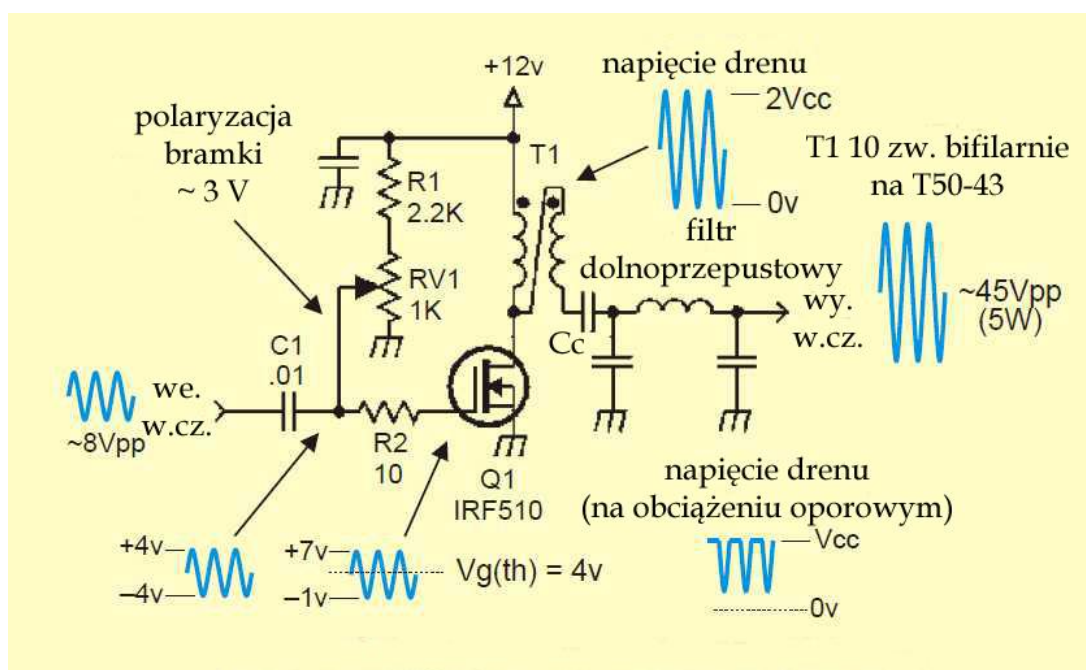 +12v
napięcie drenu
2Vcc
0v
polaryzacja
bramki
~ 3 V
T1
R1
2.2K
RV1
1K
T1 10 zw. bifilarnie
na T50-43
filtr
dolnoprzepustowy
wy.
w.cz.
~45Vpp
(5W)
Cc
C1
.01
we.
w.cz.
~8Vpp
R2
10
Q1
IRF510
napięcie drenu
(na obciążeniu oporowym)
Vcc
0v
+4v
–4v
+7v
–1v
Vg(th) = 4v